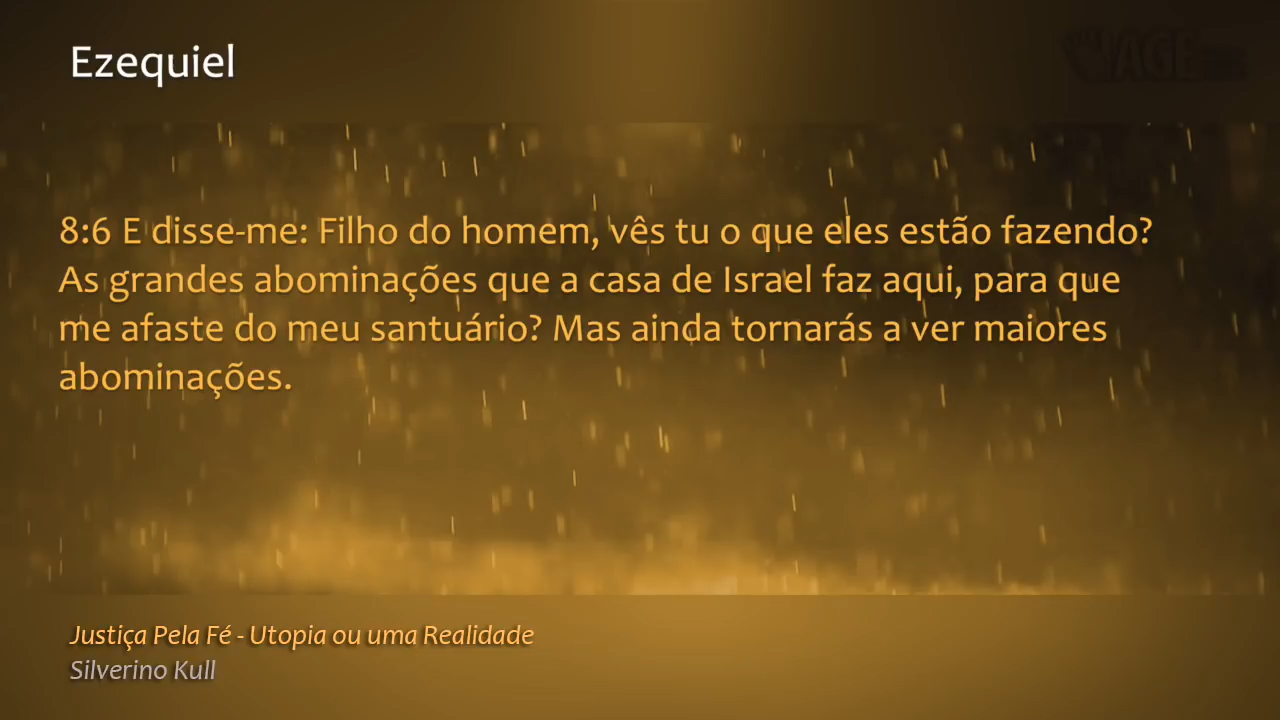 Ezequiel
8:6 E disse-me: Filho do homem, vês tu o que eles estão fazendo?
As grandes abominações que a casa de Israel faz aqui, para que
me afaste do meu santuário? Mas ainda tornarás a ver maiores
abominações.
Justiça Pela Fé - Utopia ou uma Realidade
Silverino Kull